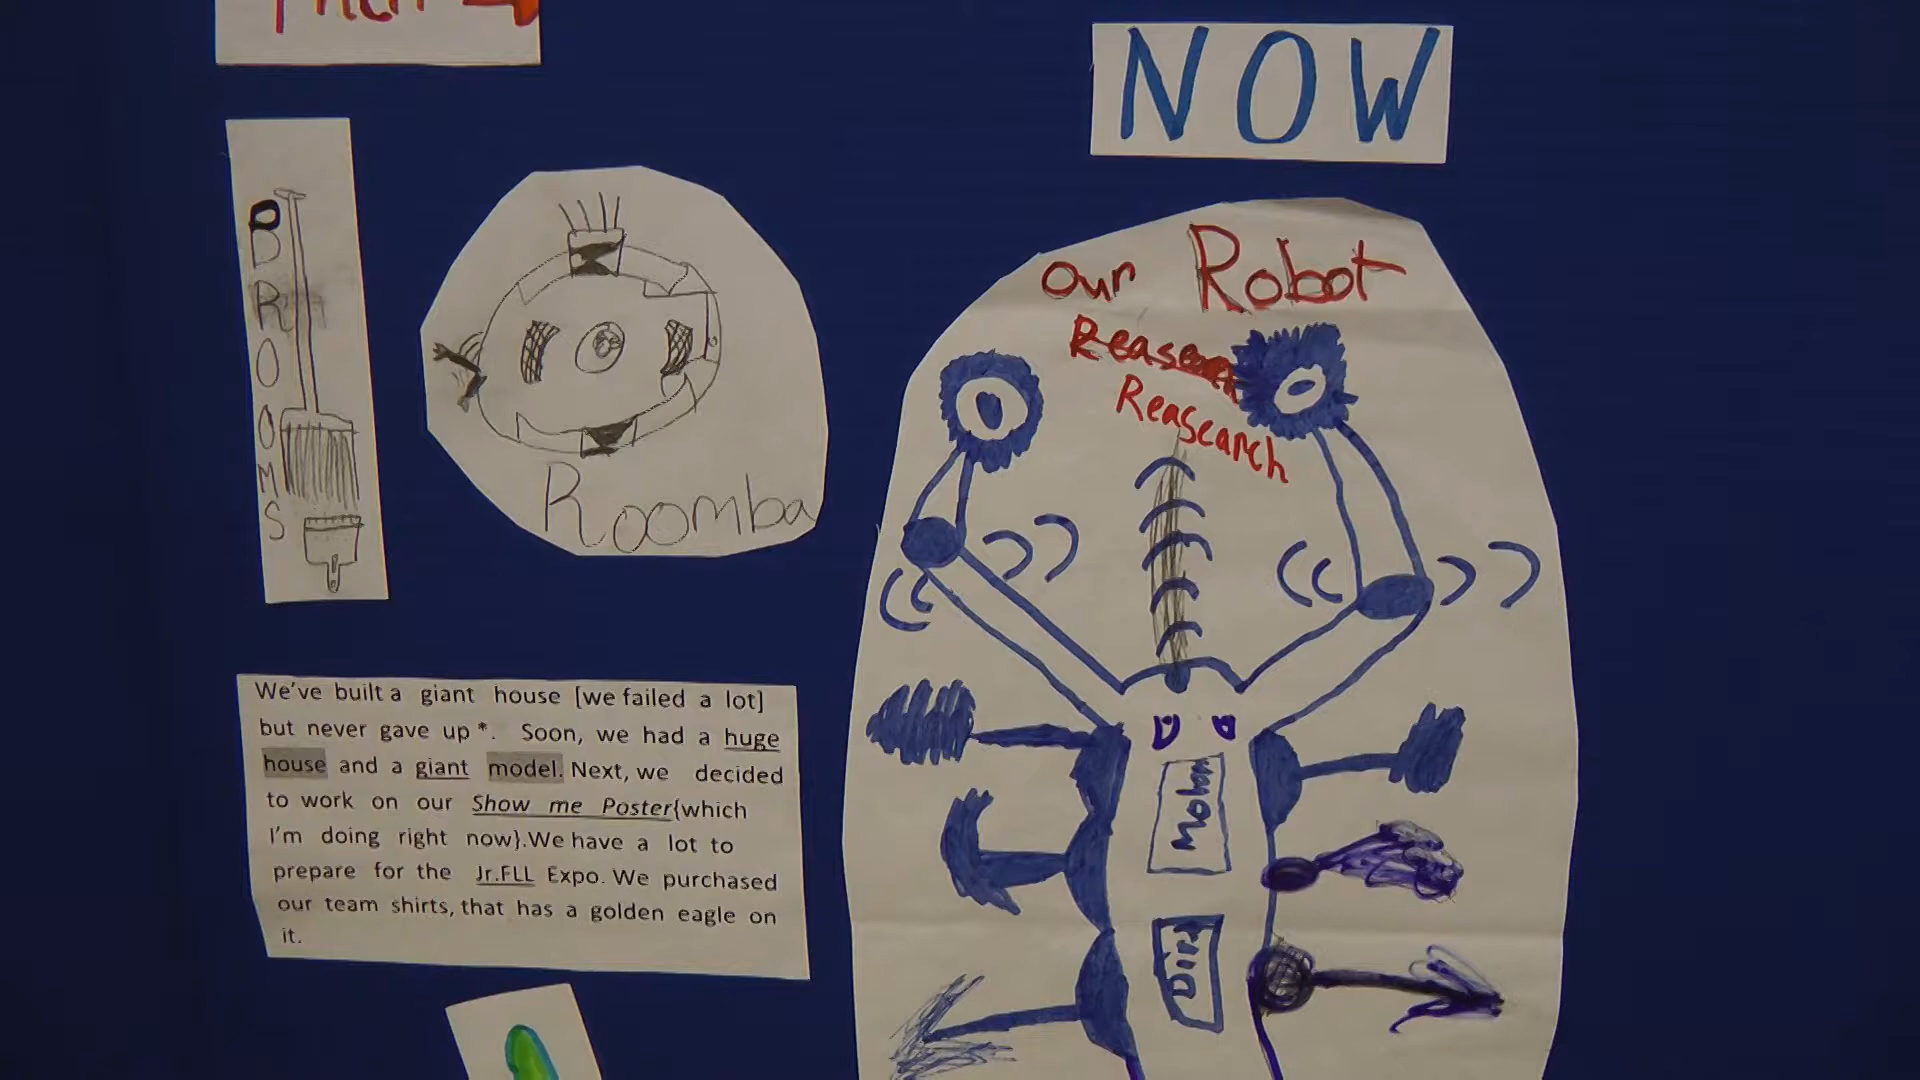 Then
NOW
BROOMS
Roomba
Our Robot
Reasearch
We've built a giant house [we failed a lot]
but never gave up*. Soon, we had a huge
house and a giant model. Next, we decided
to work on our Show me Poster{which
I'm doing right now}.We have a lot to
prepare for the Jr.FLL Expo. We purchased
our team shirts, that has a golden eagle on
it.